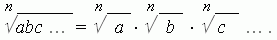 ⁿ√abc ... = ⁿ√a · ⁿ√b · ⁿ√c ....